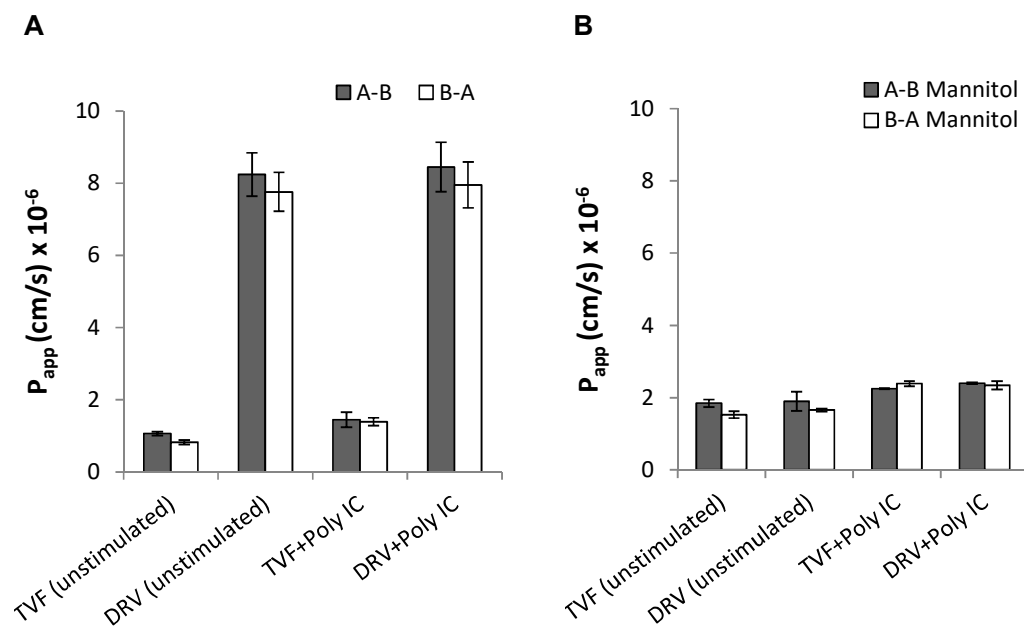 A
A-B B-A
10
8
6
4
2
0
Papp (cm/s) x 10-6
TVF (unstimulated)
DRV (unstimulated)
TVF+Poly IC
DRV+Poly IC
B
A-B Mannitol
B-A Mannitol
10
8
6
4
2
0
Papp (cm/s) x 10-6
TVF (unstimulated)
DRV (unstimulated)
TVF+Poly IC
DRV+Poly IC